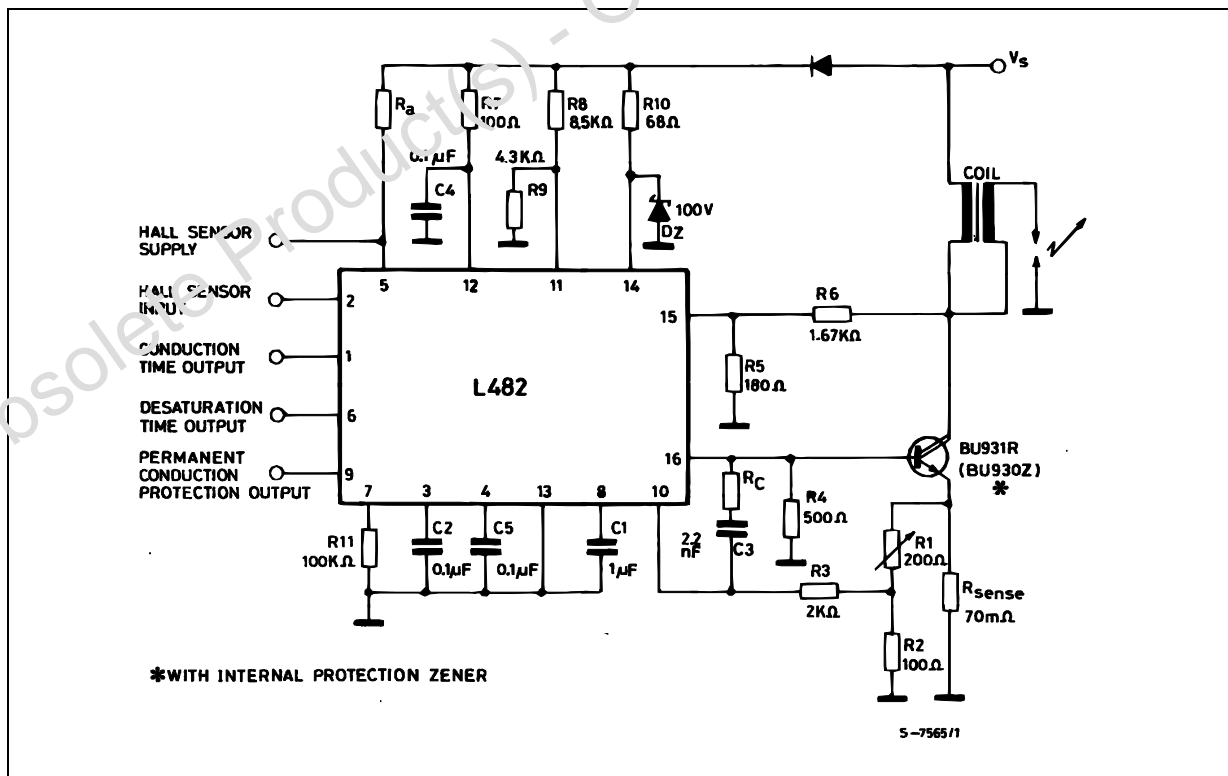 Obsolete Product(s) - O
Vs
Ra
R7
100Ω
R8
8.5KΩ
R10
68Ω
0.1µF
C4
4.3KΩ
R9
100V
DZ
COIL
HALL SENSOR
SUPPLY
HALL SENSOR
INPUT
CONDUCTION
TIME OUTPUT
DESATURATION
TIME OUTPUT
PERMANENT
CONDUCTION
PROTECTION OUTPUT
5
12
11
14
2
1
6
9
15
16
L482
7
3
4
13
8
10
R6
1.67KΩ
R5
180Ω
BU931R
(BU930Z)
*
RC
R4
500Ω
2.2
nF
C3
R11
100KΩ
C2
0.1µF
C5
0.1µF
C1
1µF
R3
2KΩ
R1
200Ω
Rsense
70mΩ
R2
100Ω
*WITH INTERNAL PROTECTION ZENER
S-7565/1